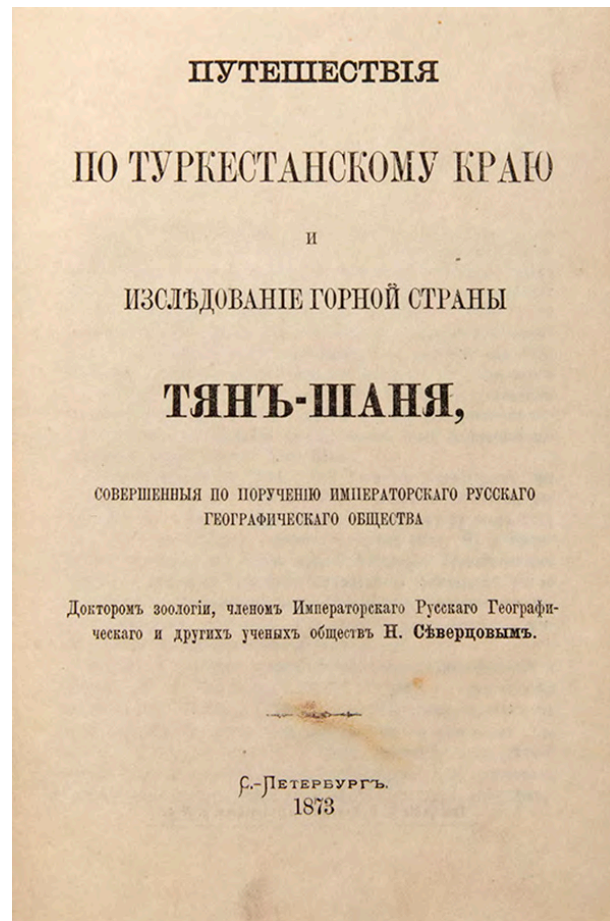 ПУТЕШЕСТВІЯ
ПО ТУРКЕСТАНСКОМУ КРАЮ
И
ИЗСЛѢДОВАНІЕ ГОРНОЙ СТРАНЫ
ТЯНЪ-ШАНЯ,
СОВЕРШЕННЫЯ ПО ПОРУЧЕНІЮ ИМПЕРАТОРСКАГО РУССКАГО
ГЕОГРАФИЧЕСКАГО ОБЩЕСТВА
Докторомъ зоологіи, членомъ Императорскаго Русскаго Географи-
ческаго и другихъ ученыхъ обществъ Н. Сѣверцовымъ.
С.-ПЕТЕРБУРГЪ.
1873